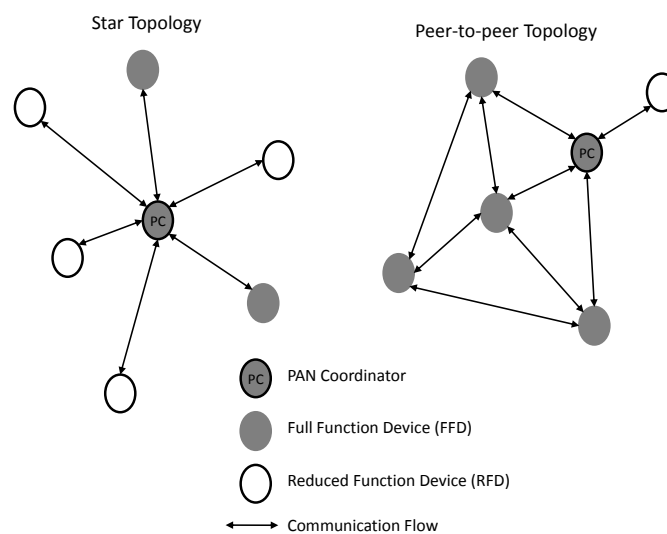 Star Topology
Peer-to-peer Topology
PC
PC
PC
PAN Coordinator
Full Function Device (FFD)
Reduced Function Device (RFD)
Communication Flow